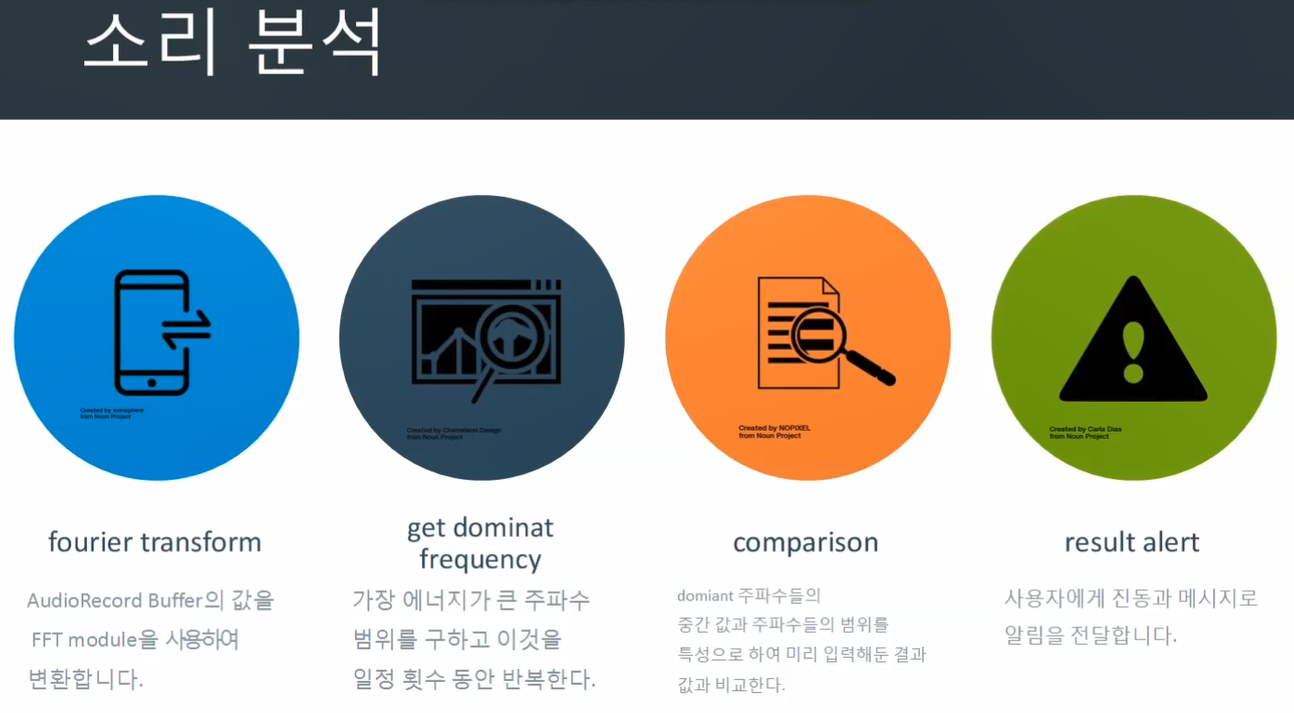 소리 분석
Created by iconsphere
from Noun Project
Created by Chameleon Design
from Noun Project
Created by NOPIXEL
from Noun Project
Created by Carla Dias
from Noun Project
fourier transform
AudioRecord Buffer의 값을
FFT module을 사용하여
변환합니다.
get dominat
frequency
가장 에너지가 큰 주파수
범위를 구하고 이것을
일정 횟수 동안 반복한다.
comparison
domiant 주파수들의
중간 값과 주파수들의 범위를
특성으로 하여 미리 입력해둔 결과
값과 비교한다.
result alert
사용자에게 진동과 메시지로
알림을 전달합니다.